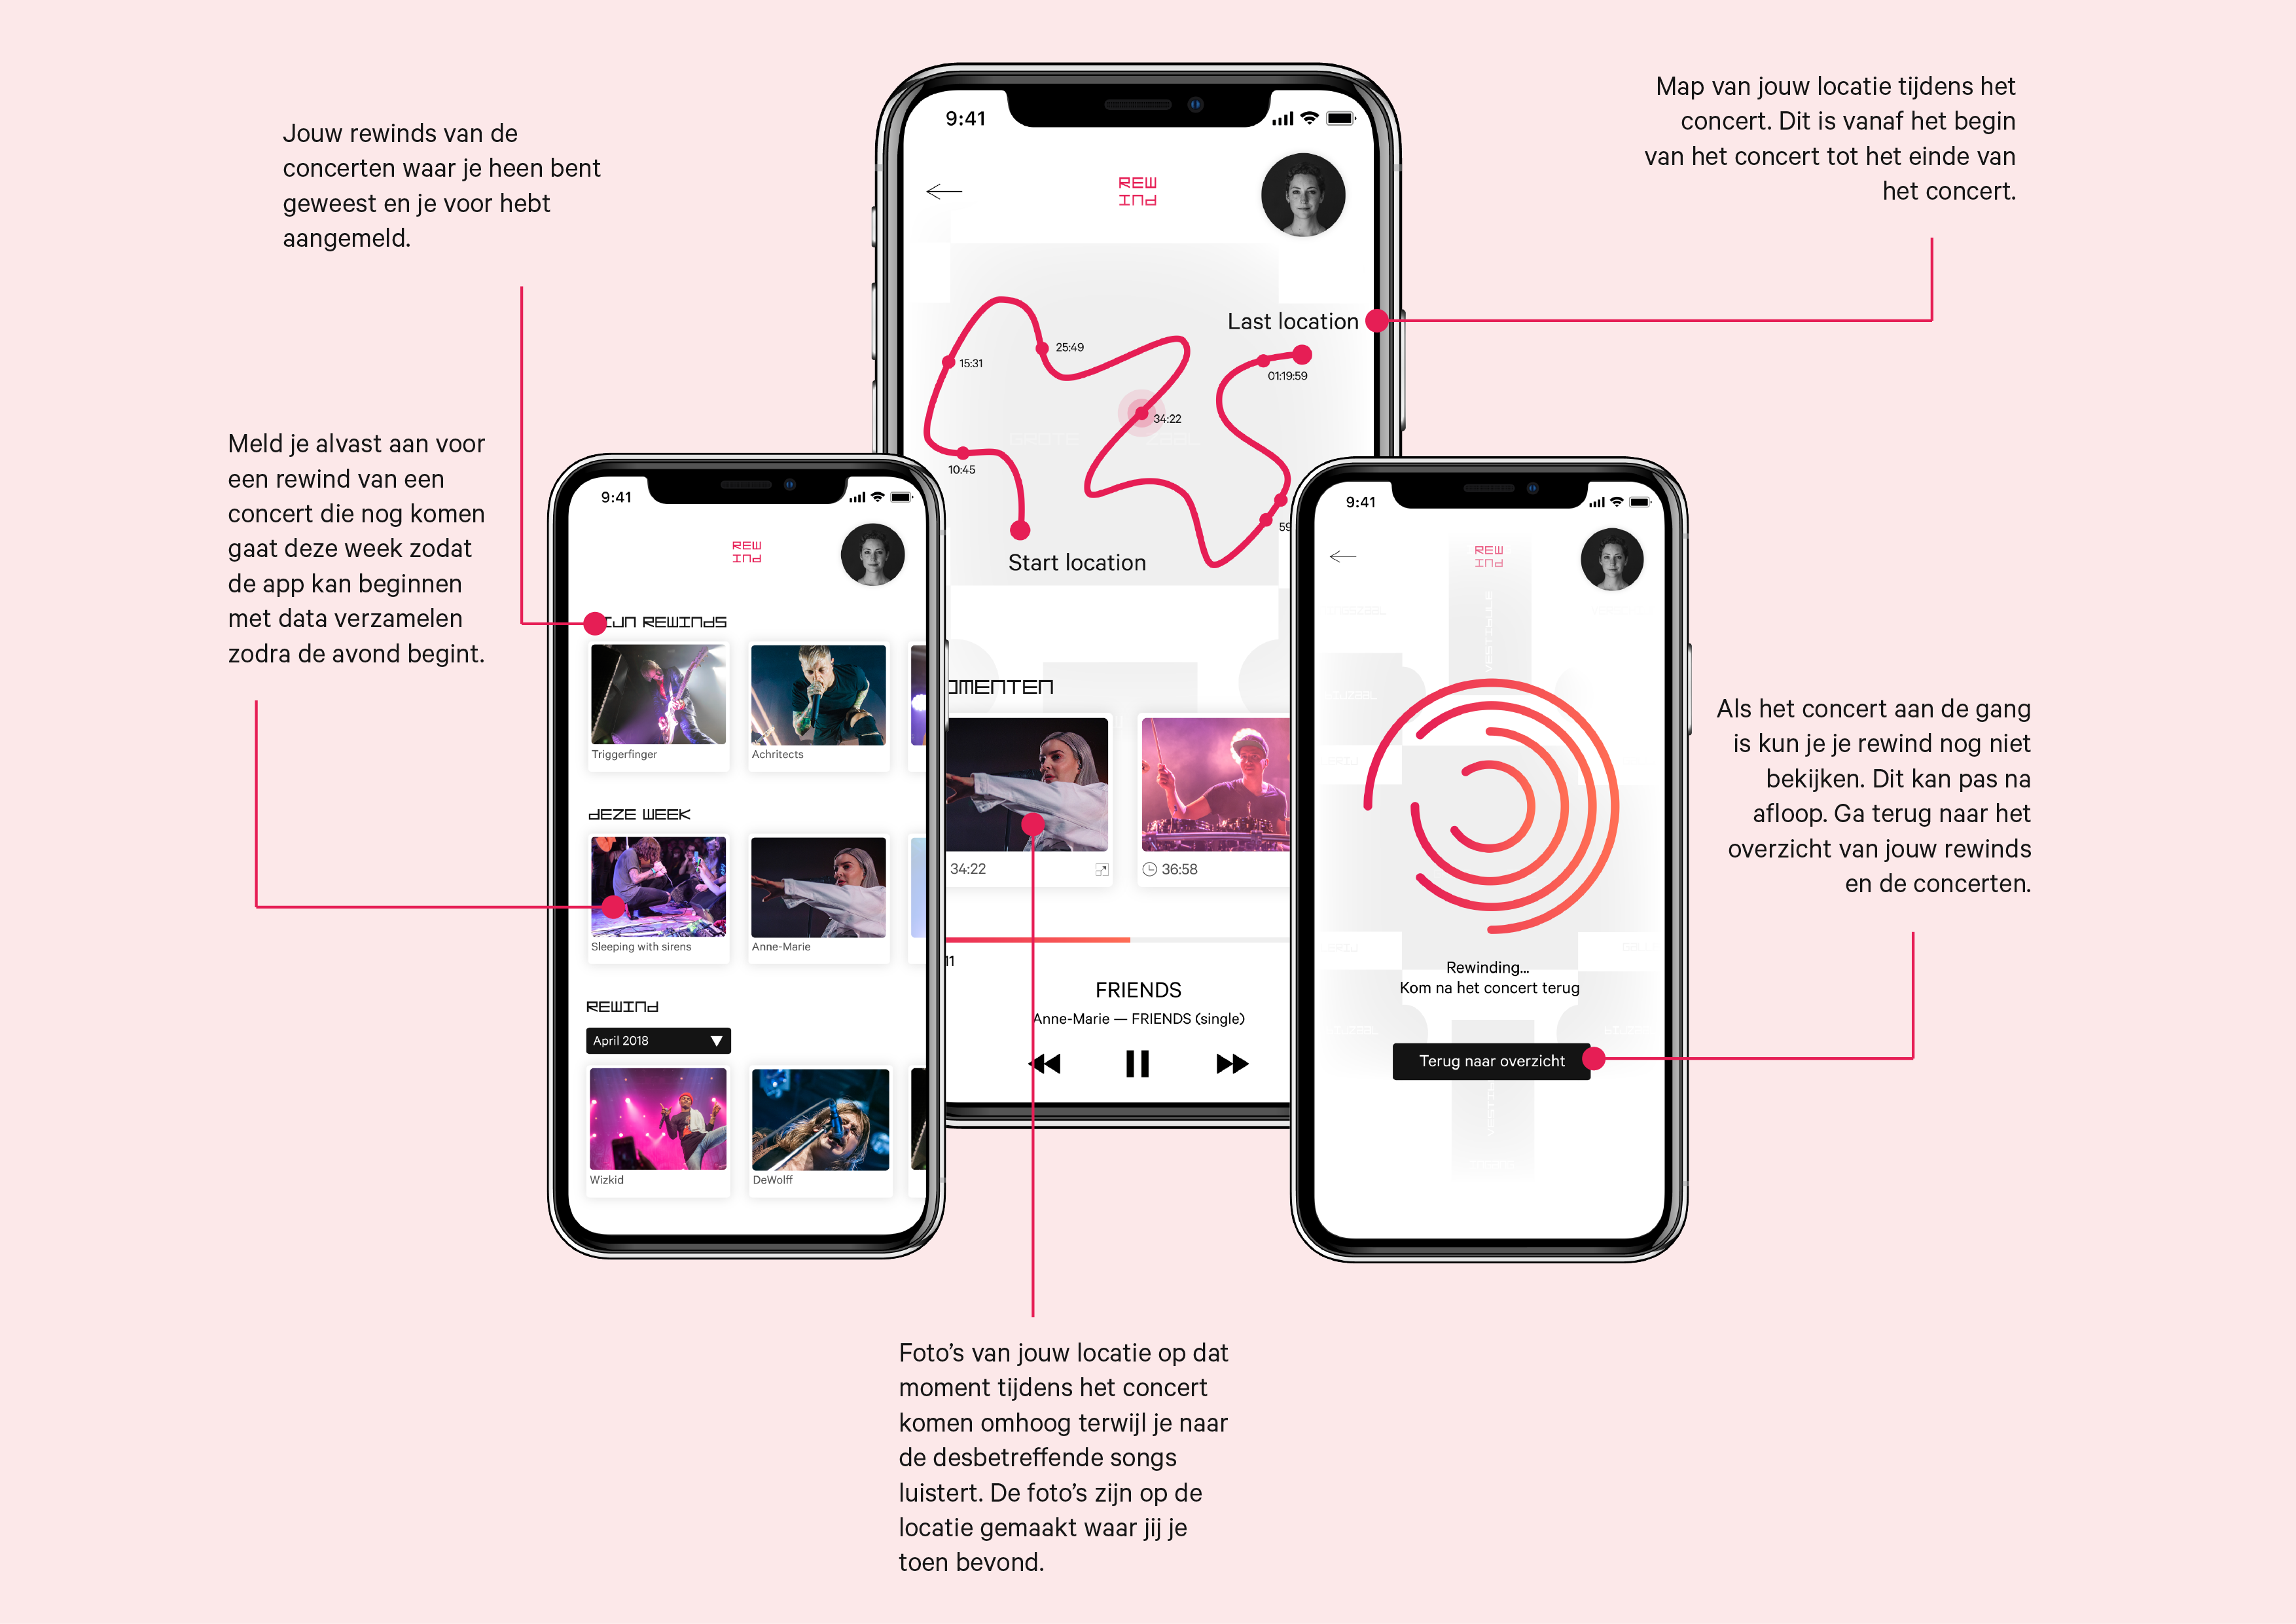 Jouw rewinds van de
concerten waar je heen bent
geweest en je voor hebt
aangemeld.
Meld je alvast aan voor
een rewind van een
concert die nog komen
gaat deze week zodat
de app kan beginnen
met data verzamelen
zodra de avond begint.
Map van jouw locatie tijdens het
concert. Dit is vanaf het begin
van het concert tot het einde van
het concert.
Als het concert aan de gang
is kun je je rewind nog niet
bekijken. Dit kan pas na
afloop. Ga terug naar het
overzicht van jouw rewinds
en de concerten.
Foto’s van jouw locatie op dat
moment tijdens het concert
komen omhoog terwijl je naar
de desbetreffende songs
luistert. De foto’s zijn op de
locatie gemaakt waar jij je
toen bevond.
9:41
REW
IND
Last location
25:49
15:31
01:19:59
34:22
GROTE ZAAL
10:45
59
Start location
OMENTEN
34:22
36:58
11
FRIENDS
Anne-Marie — FRIENDS (single)
9:41
REW
IND
IJN REWINDS
Triggerfinger
Achritects
DEZE WEEK
Sleeping with sirens
Anne-Marie
REWIND
April 2018
Wizkid
DeWolff
9:41
REW
IND
VESTIBULE
Rewinding...
Kom na het concert terug
Terug naar overzicht